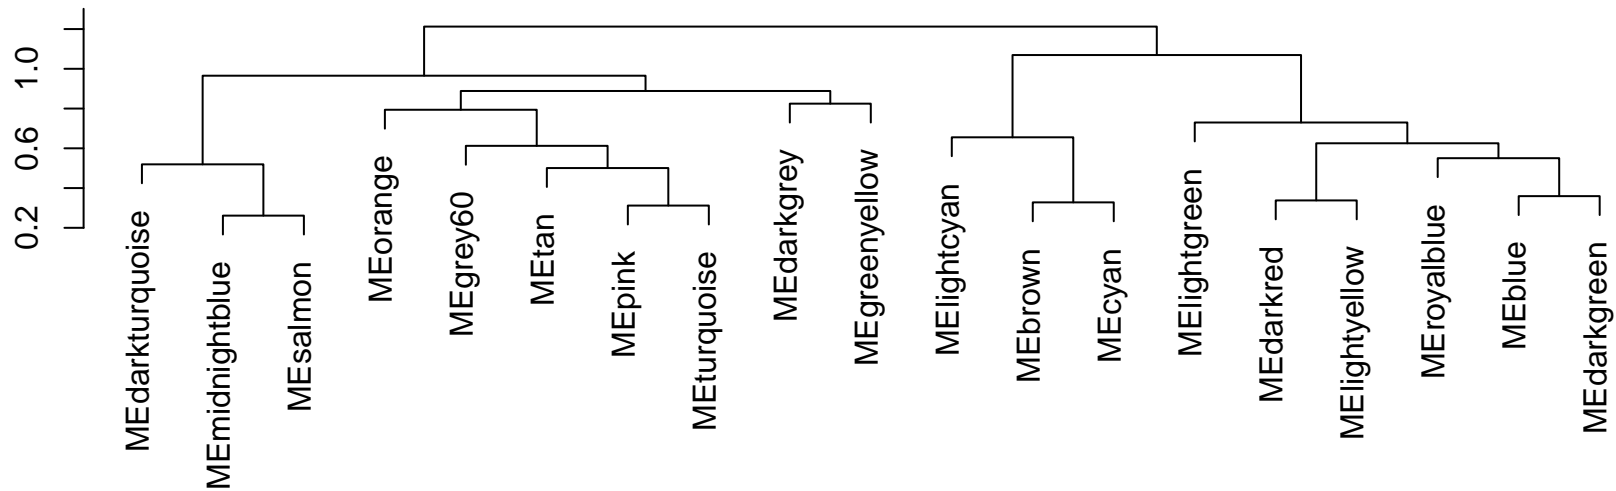 1.0
0.6
0.2
MEdarkturquoise
MEmidnightblue
MEsalmon
MEorange
MEgrey60
MEtan
MEpink
MEturquoise
MEdarkgrey
MEgreenyellow
MElightcyan
MEbrown
MEcyan
MElightgreen
MEdarkred
MElightyellow
MEroyalblue
MEblue
MEdarkgreen